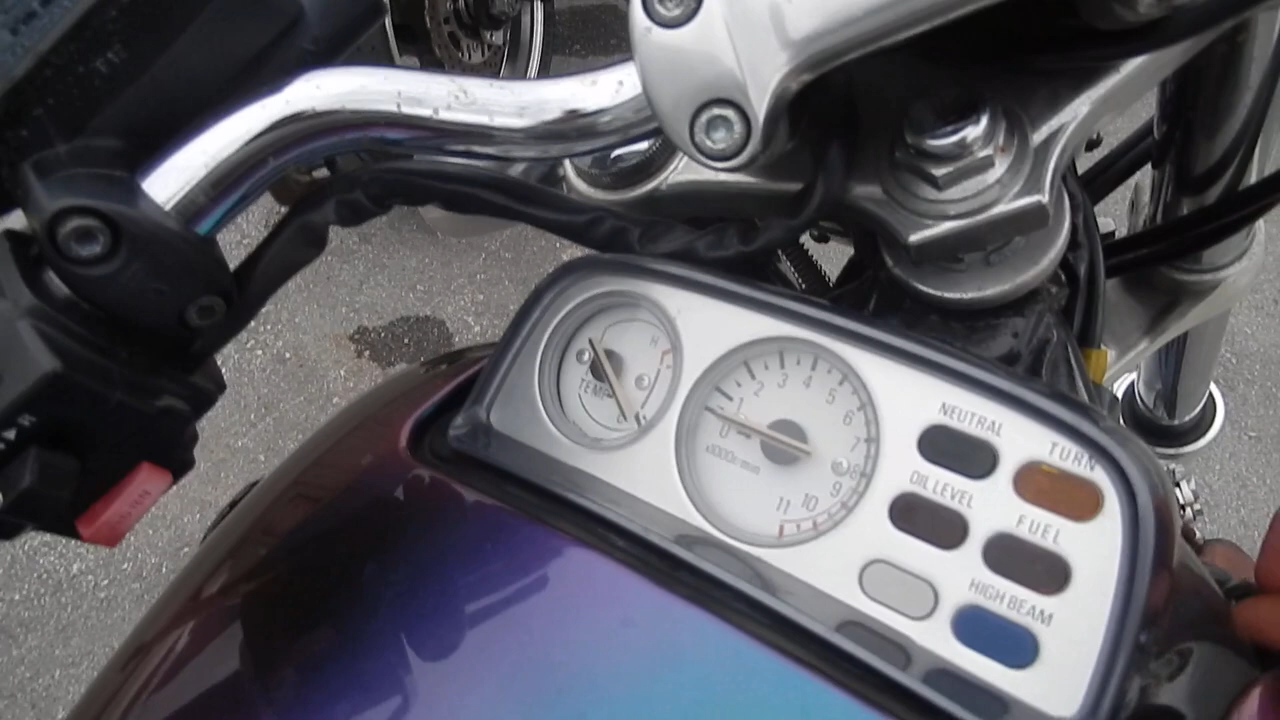 H
TEMP
C
0 1 2 3 4 5 6 7 8 9 10 11
x1000r/min
NEUTRAL
TURN
OIL LEVEL
FUEL
HIGH BEAM